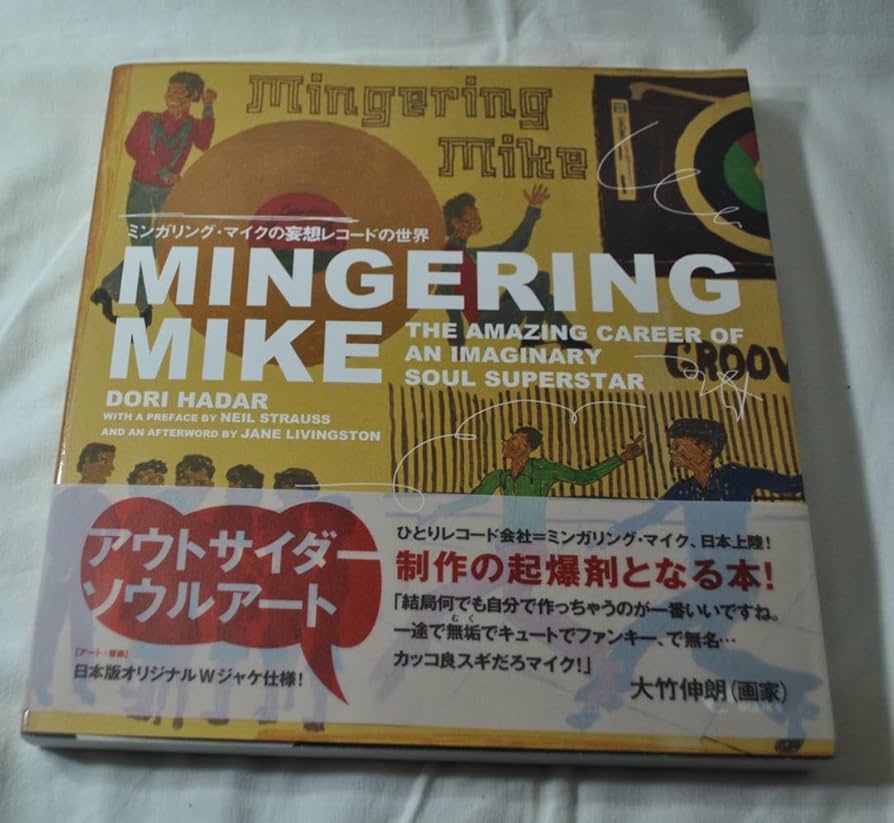 Mingering
Mike
ミンガリング・マイクの妄想レコードの世界
MINGERING
MIKE
THE AMAZING CAREER OF
AN IMAGINARY
SOUL SUPERSTAR
GROOV
DORI HADAR
WITH A PREFACE BY NEIL STRAUSS
AND AN AFTERWORD BY JANE LIVINGSTON
アウトサイダー
ソウルアート
[アート・音楽]
日本版オリジナルWジャケ仕様!
ひとりレコード会社=ミンガリング・マイク、日本上陸!
制作の起爆剤となる本!
「結局何でも自分で作っちゃうのが一番いいですね。
むく
一途で無垢でキュートでファンキー、で無名…
カッコ良スギだろマイク!」
大竹伸朗(画家)